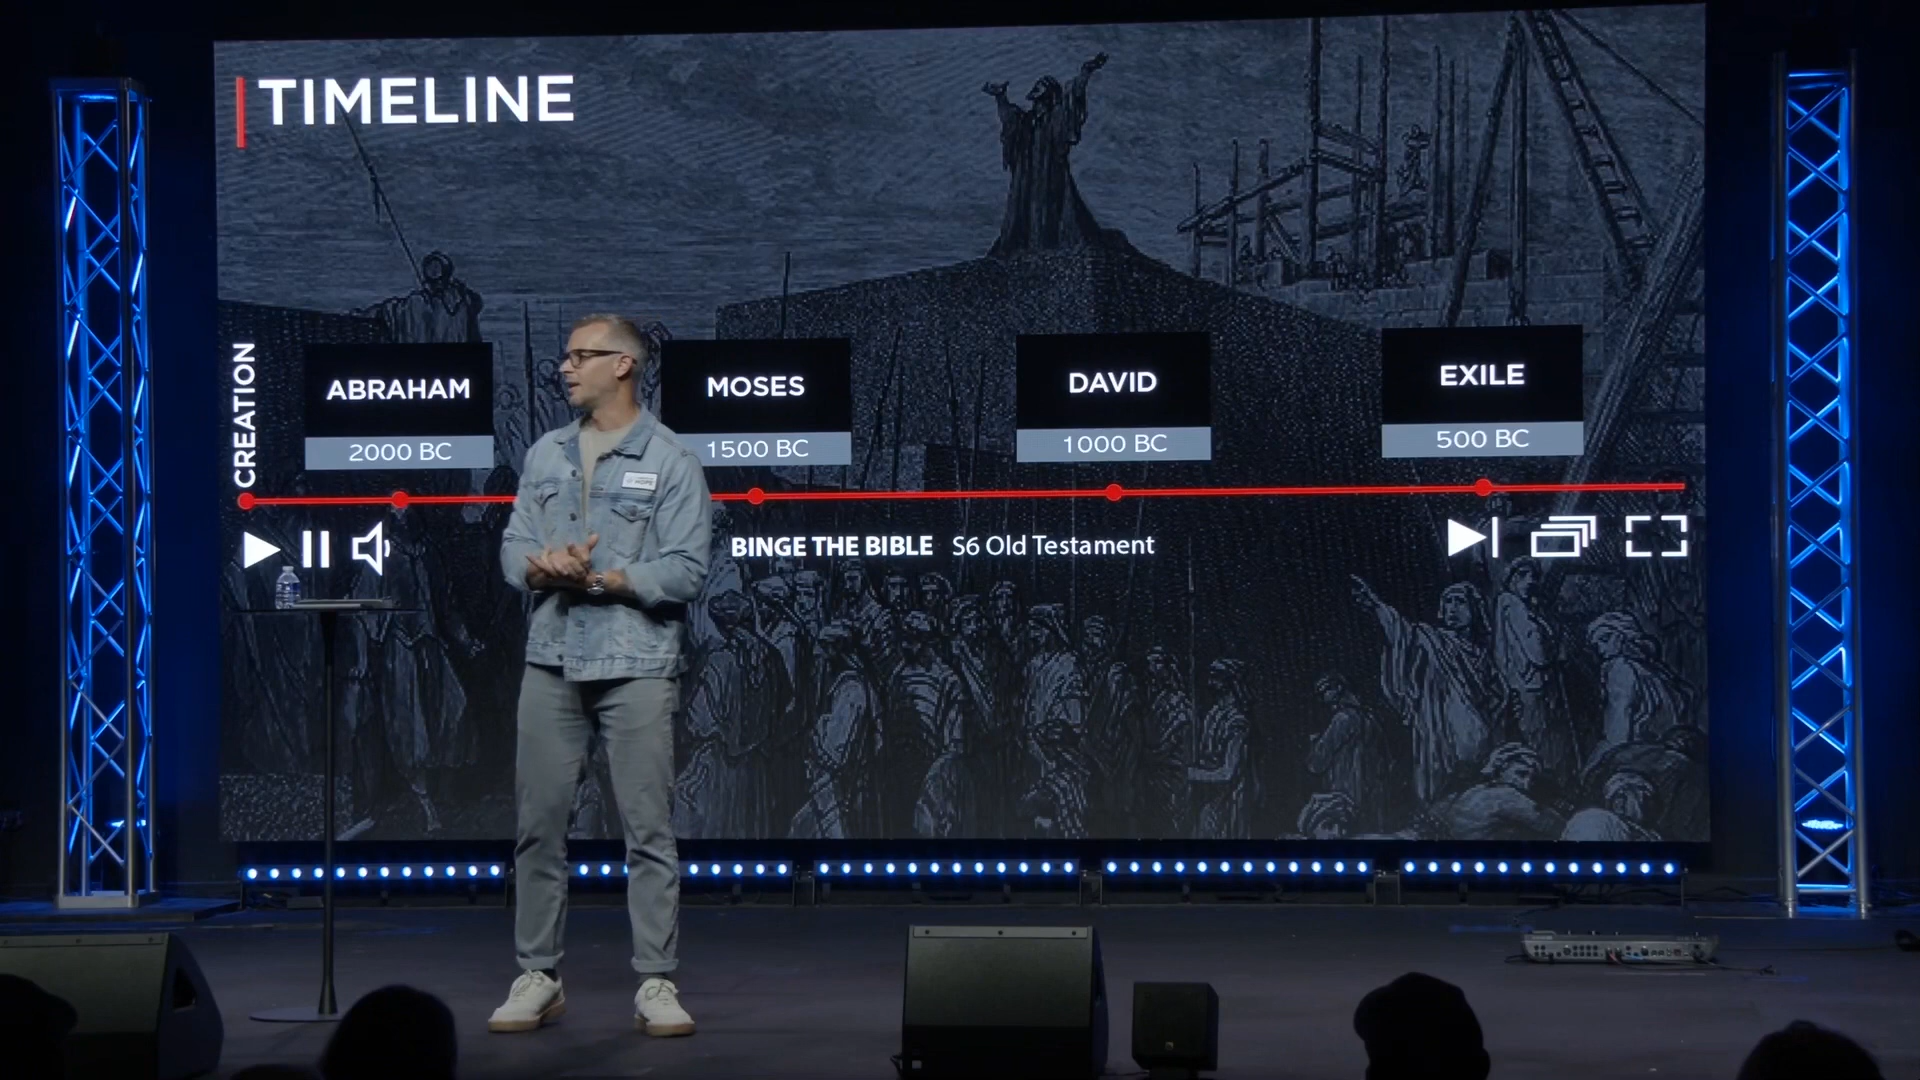 TIMELINE
CREATION
ABRAHAM
2000 BC
MOSES
1500 BC
DAVID
1000 BC
EXILE
500 BC
BINGE THE BIBLE S6 Old Testament
HOPE